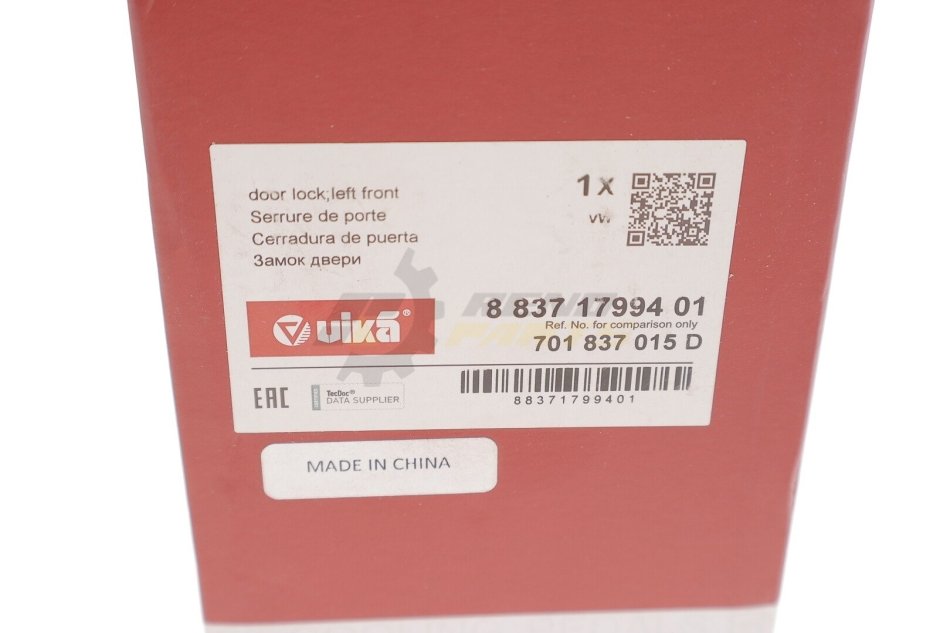 door lock;left front
Serrure de porte
Cerradura de puerta
Замок двери
1 x
VW.
8 837 17994 01
Ref. No. for comparison only
701 837 015 D
vika®
EAC
TecDoc®
DATA SUPPLIER
88371799401
MADE IN CHINA